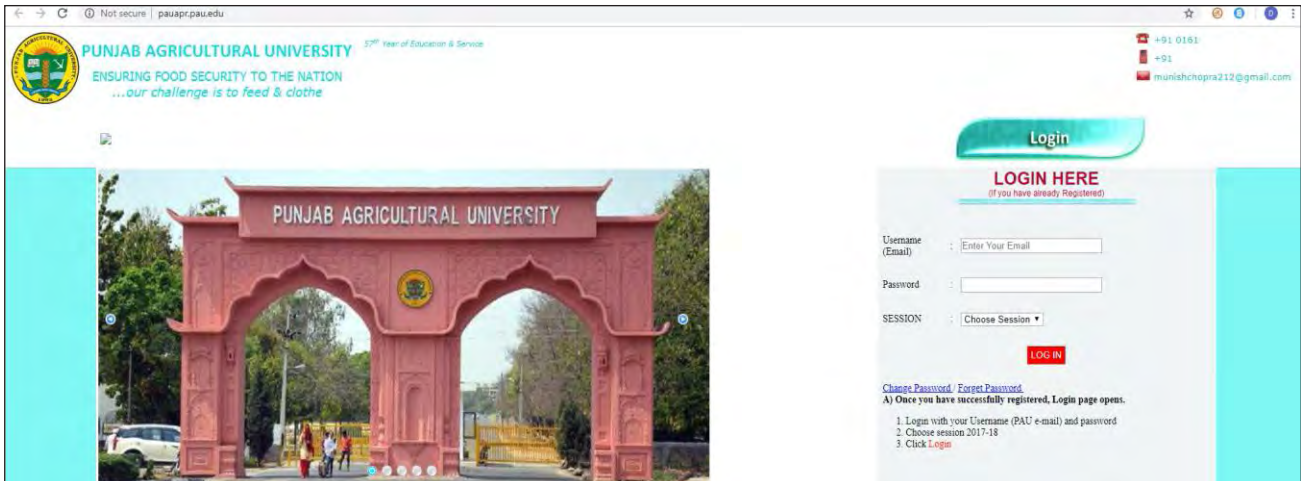 Not secure | pauapr.pau.edu
PUNJAB AGRICULTURAL UNIVERSITY
57th Year of Education & Service
ENSURING FOOD SECURITY TO THE NATION
...our challenge is to feed & clothe
+91 0161
+91
munishchopra212@gmail.com
Login
PUNJAB AGRICULTURAL UNIVERSITY
LOGIN HERE
(If you have already Registered)
Username (Email) : Enter Your Email
Password :
SESSION : Choose Session
LOG IN
Change Password / Forget Password
A) Once you have successfully registered, Login page opens.
1. Login with your Username (PAU e-mail) and password
2. Choose session 2017-18
3. Click Login